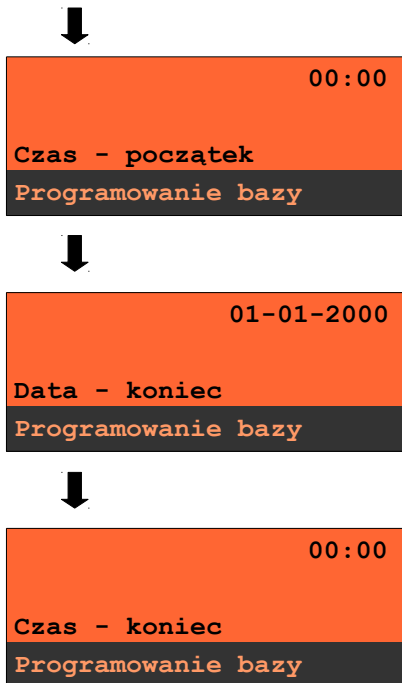 00:00
Czas - początek
Programowanie bazy
01-01-2000
Data - koniec
Programowanie bazy
00:00
Czas - koniec
Programowanie bazy